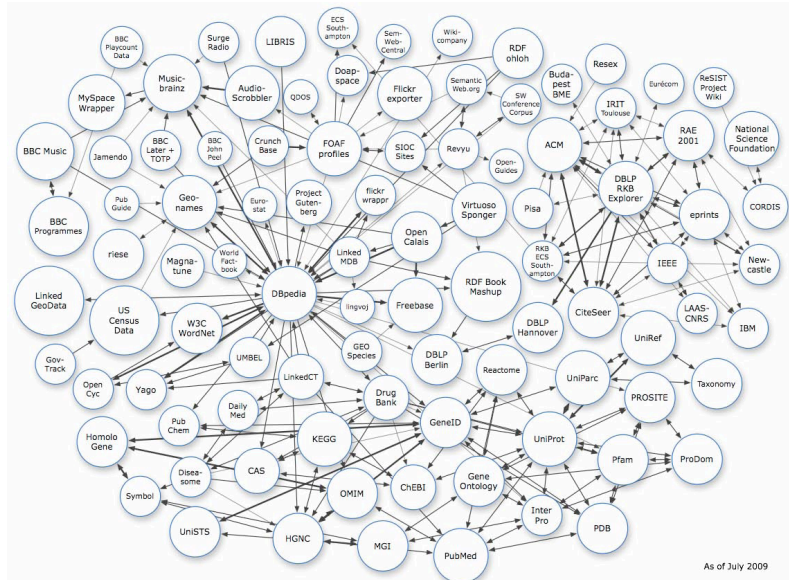 ECS
South-
ampton
BBC
Playcount
Data
Surge
Radio
LIBRIS
Sem-
Web-
Central
Wiki-
company
RDF
ohloh
Resex
Music-
brainz
Doap-
space
Semantic
Web.org
Buda-
pest
BME
Eurécom
ReSIST
Project
Wiki
MySpace
Wrapper
Audio-
Scrobbler
QDOS
Flickr
exporter
SW
Conference
Corpus
IRIT
Toulouse
BBC Music
Jamendo
BBC
Later +
TOTP
BBC
John
Peel
Crunch
Base
FOAF
profiles
SIOC
Sites
Revyu
Open-
Guides
ACM
RAE
2001
National
Science
Foundation
DBLP
RKB
Explorer
BBC
Programmes
Pub
Guide
Geo-
names
Euro-
stat
Project
Guten-
berg
flickr
wrappr
Virtuoso
Sponger
Pisa
eprints
CORDIS
riese
Magna-
tune
World
Fact-
book
Linked
MDB
Open
Calais
RKB
ECS
South-
ampton
IEEE
New-
castle
Linked
GeoData
US
Census
Data
W3C
WordNet
DBpedia
lingvoj
Freebase
RDF Book
Mashup
CiteSeer
LAAS-
CNRS
IBM
DBLP
Hannover
Gov-
Track
Open
Cyc
Yago
UMBEL
GEO
Species
DBLP
Berlin
UniRef
LinkedCT
Reactome
UniParc
Taxonomy
Drug
Bank
PROSITE
Daily
Med
Pub
Chem
GeneID
Homolo
Gene
KEGG
UniProt
Pfam
ProDom
Disea-
some
CAS
ChEBI
Gene
Ontology
Symbol
OMIM
Inter
Pro
UniSTS
HGNC
MGI
PubMed
PDB
As of July 2009